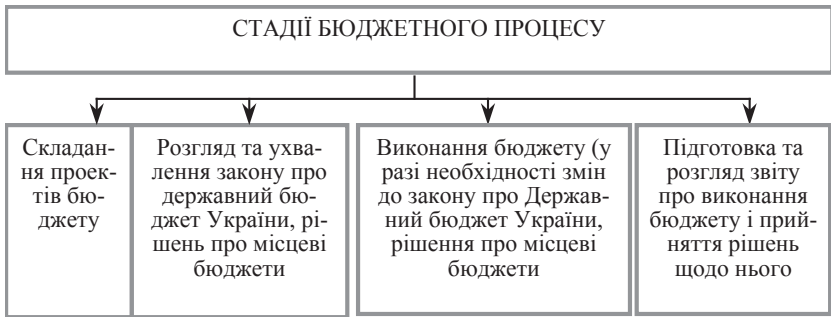 СТАДІЇ БЮДЖЕТНОГО ПРОЦЕСУ
Складан-
ня проек-
тів бю-
джету
Розгляд та ухва-
лення закону про
державний бю-
джет України, рі-
шень про місцеві
бюджети
Виконання бюджету (у
разі необхідності змін
до закону про Держав-
ний бюджет України,
рішення про місцеві
бюджети
Підготовка та
розгляд звіту
про виконання
бюджету і прий-
няття рішень
щодо нього